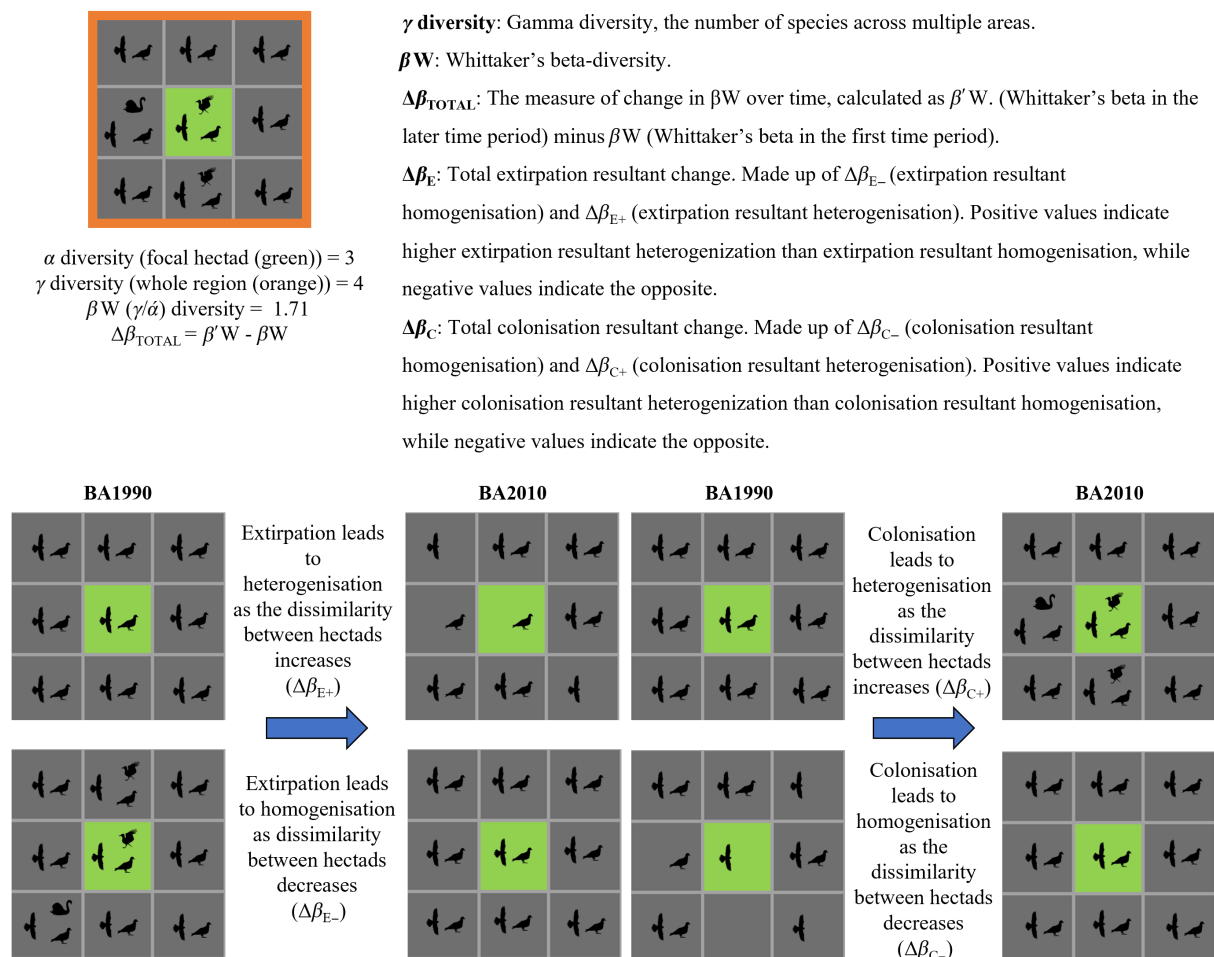 γ diversity: Gamma diversity, the number of species across multiple areas.
βW: Whittaker’s beta-diversity.
Δβ_TOTAL: The measure of change in βW over time, calculated as β′W. (Whittaker’s beta in the
later time period) minus βW (Whittaker’s beta in the first time period).
Δβ_E: Total extirpation resultant change. Made up of Δβ_E– (extirpation resultant
homogenisation) and Δβ_E+ (extirpation resultant heterogenisation). Positive values indicate
higher extirpation resultant heterogenization than extirpation resultant homogenisation, while
negative values indicate the opposite.
Δβ_C: Total colonisation resultant change. Made up of Δβ_C– (colonisation resultant
homogenisation) and Δβ_C+ (colonisation resultant heterogenisation). Positive values indicate
higher colonisation resultant heterogenization than colonisation resultant homogenisation,
while negative values indicate the opposite.
α diversity (focal hectad (green)) = 3
γ diversity (whole region (orange)) = 4
βW (γ/ά) diversity = 1.71
Δβ_TOTAL = β′W - βW
BA1990
BA2010
BA1990
BA2010
Extirpation leads
to
heterogenisation
as the dissimilarity
between hectads
increases
(Δβ_E+)
Colonisation
leads to
heterogenisation
as the
dissimilarity
between hectads
increases (Δβ_C+)
Extirpation leads
to homogenisation
as dissimilarity
between hectads
decreases
(Δβ_E–)
Colonisation
leads to
homogenisation
as the
dissimilarity
between hectads
decreases
(Δβ_C–)